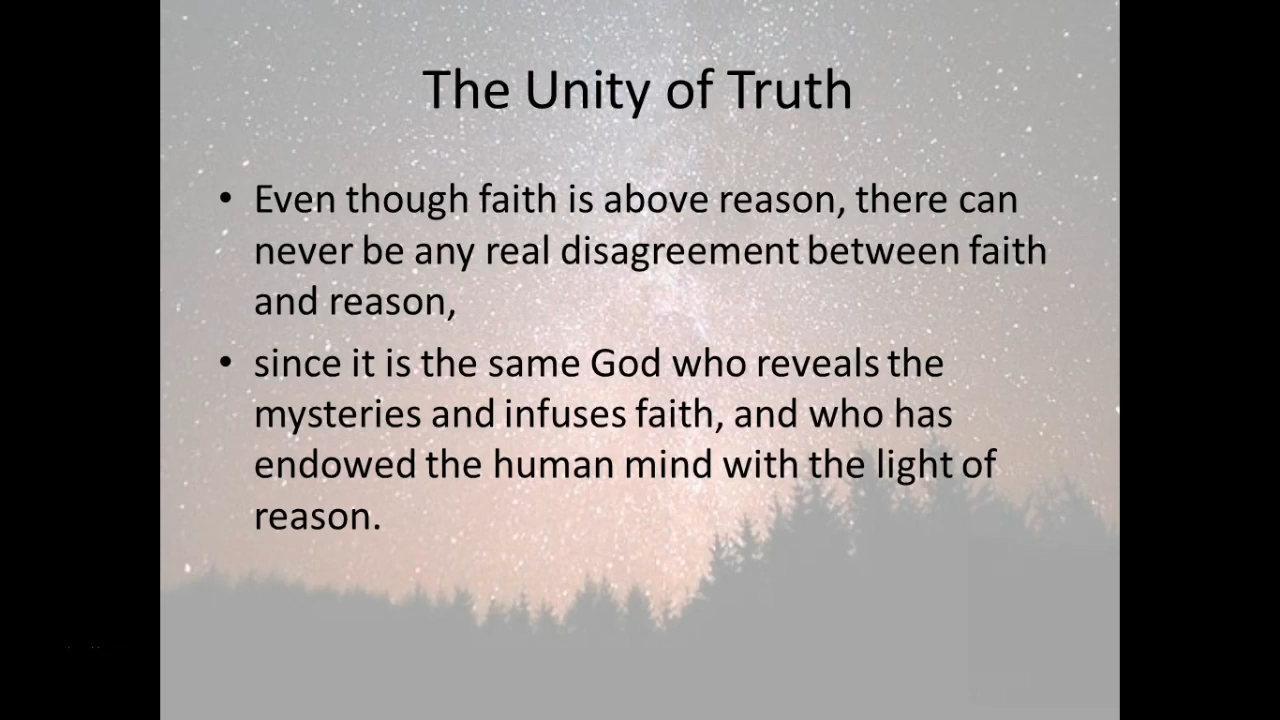 The Unity of Truth
• Even though faith is above reason, there can
never be any real disagreement between faith
and reason,
• since it is the same God who reveals the
mysteries and infuses faith, and who has
endowed the human mind with the light of
reason.